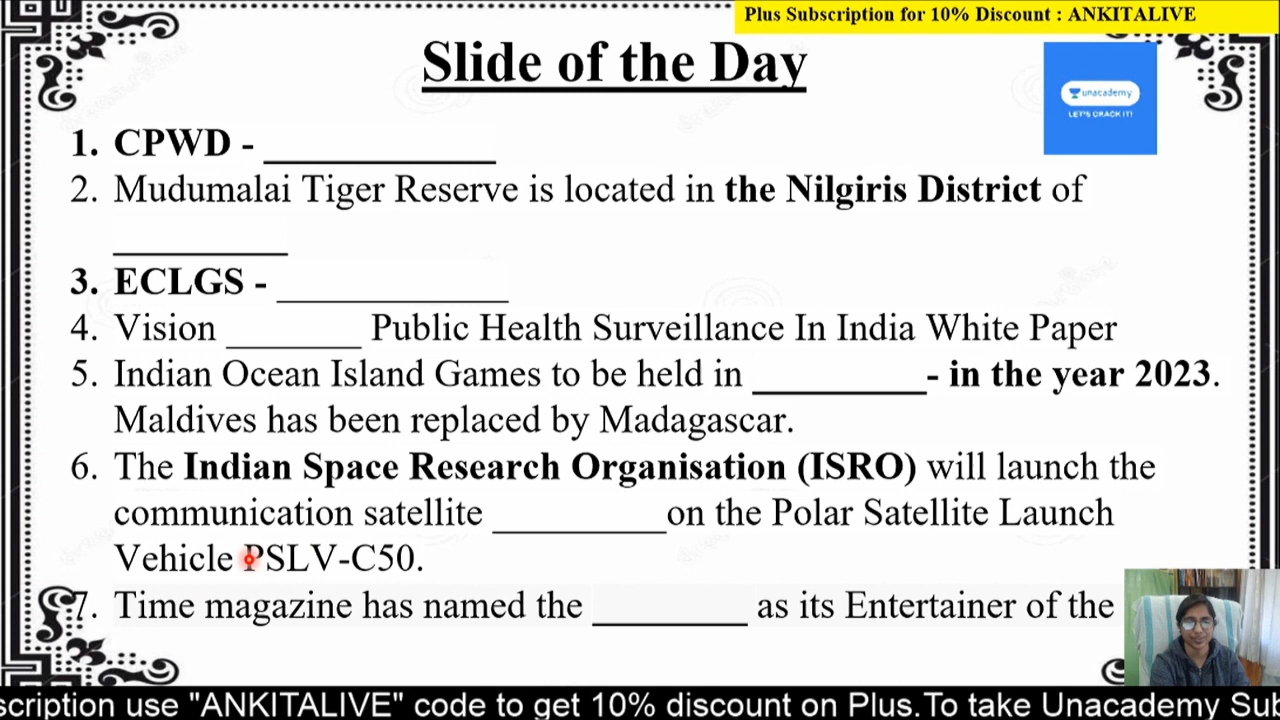 Plus Subscription for 10% Discount : ANKITALIVE
Slide of the Day
unacademy
LET'S CRACK IT!
1. CPWD - ____________
2. Mudumalai Tiger Reserve is located in the Nilgiris District of
_________
3. ECLGS - ____________
4. Vision _______ Public Health Surveillance In India White Paper
5. Indian Ocean Island Games to be held in _________- in the year 2023.
Maldives has been replaced by Madagascar.
6. The Indian Space Research Organisation (ISRO) will launch the
communication satellite _________on the Polar Satellite Launch
Vehicle PSLV-C50.
7. Time magazine has named the ________ as its Entertainer of the
scription use "ANKITALIVE" code to get 10% discount on Plus.To take Unacademy Sub